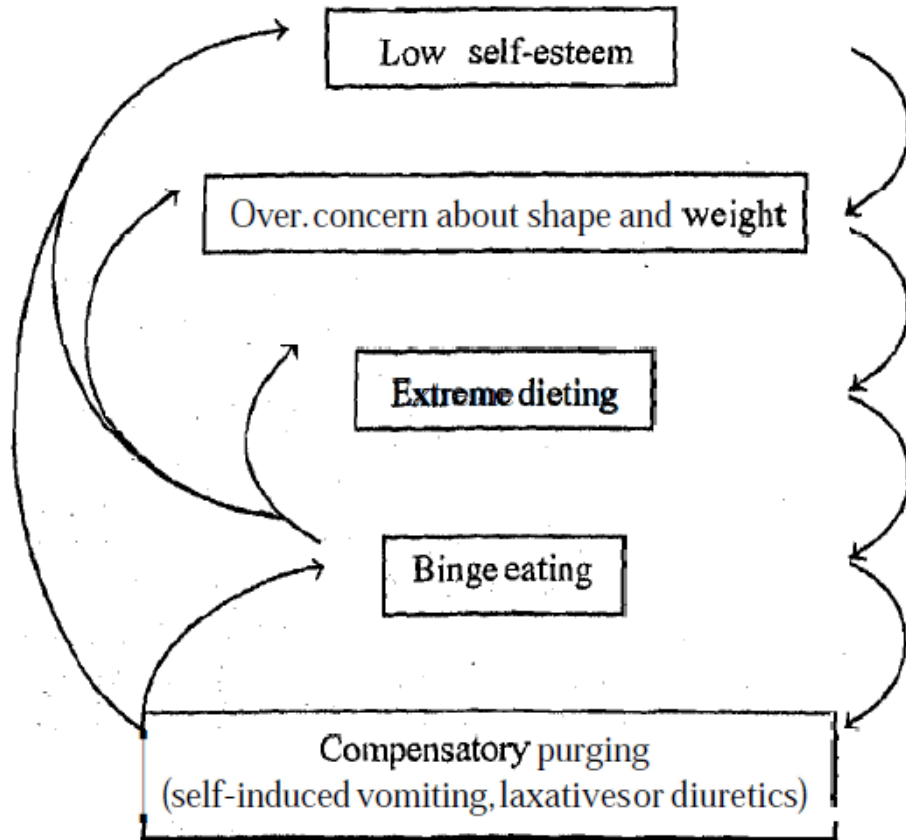 Low self-esteem
Over. concern about shape and weight
Extreme dieting
Binge eating
Compensatory purging
(self-induced vomiting, laxativesor diuretics)